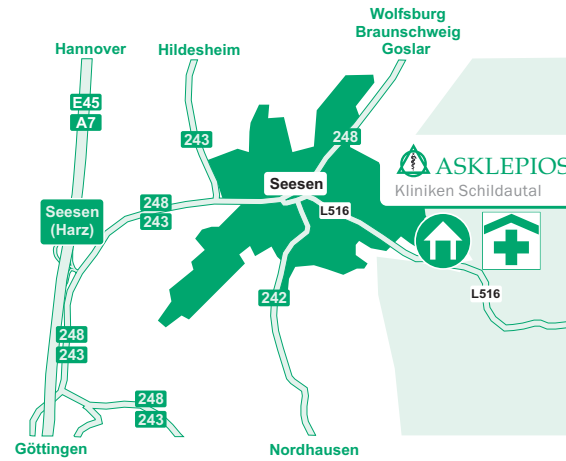 Wolfsburg
Braunschweig
Goslar
Hannover
Hildesheim
E45
A7
243
248
ASKLEPIOS
Kliniken Schildautal
Seesen
248
243
L516
Seesen
(Harz)
242
L516
248
243
248
243
Göttingen
Nordhausen